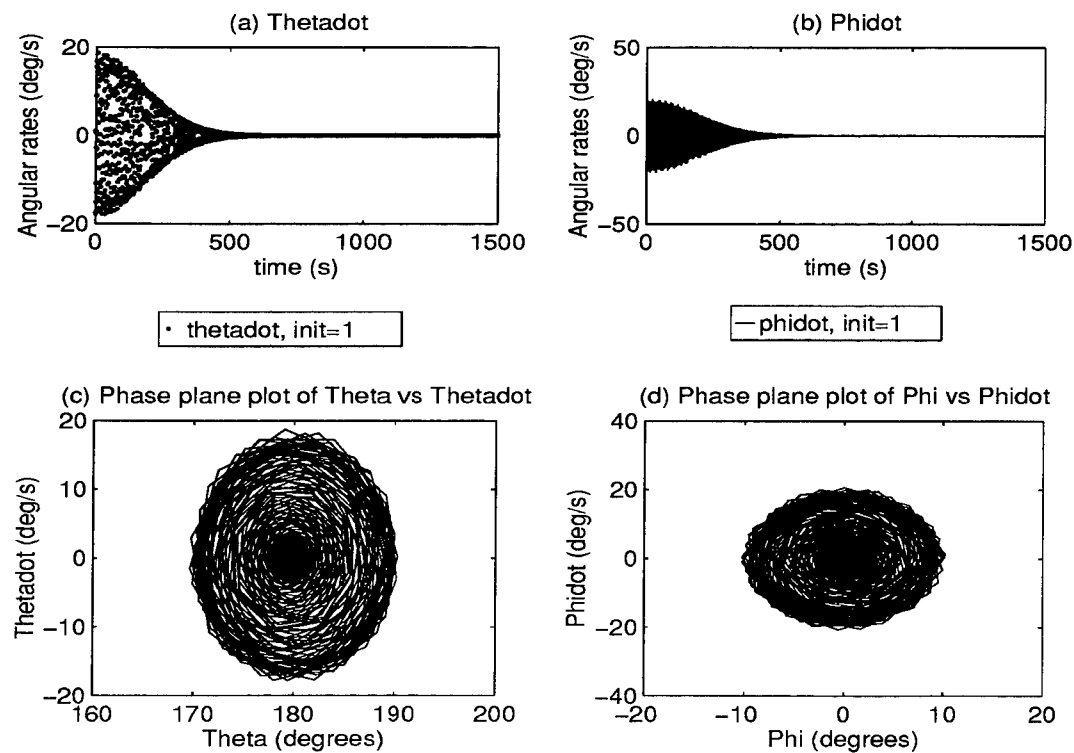 (a) Thetadot
20
0
−20
Angular rates (deg/s)
0
500
1000
1500
time (s)
thetadot, init=1
(b) Phidot
50
0
−50
Angular rates (deg/s)
0
500
1000
1500
time (s)
phidot, init=1
(c) Phase plane plot of Theta vs Thetadot
20
10
0
−10
−20
Thetadot (deg/s)
160
170
180
190
200
Theta (degrees)
(d) Phase plane plot of Phi vs Phidot
40
20
0
−20
−40
Phidot (deg/s)
−20
−10
0
10
20
Phi (degrees)